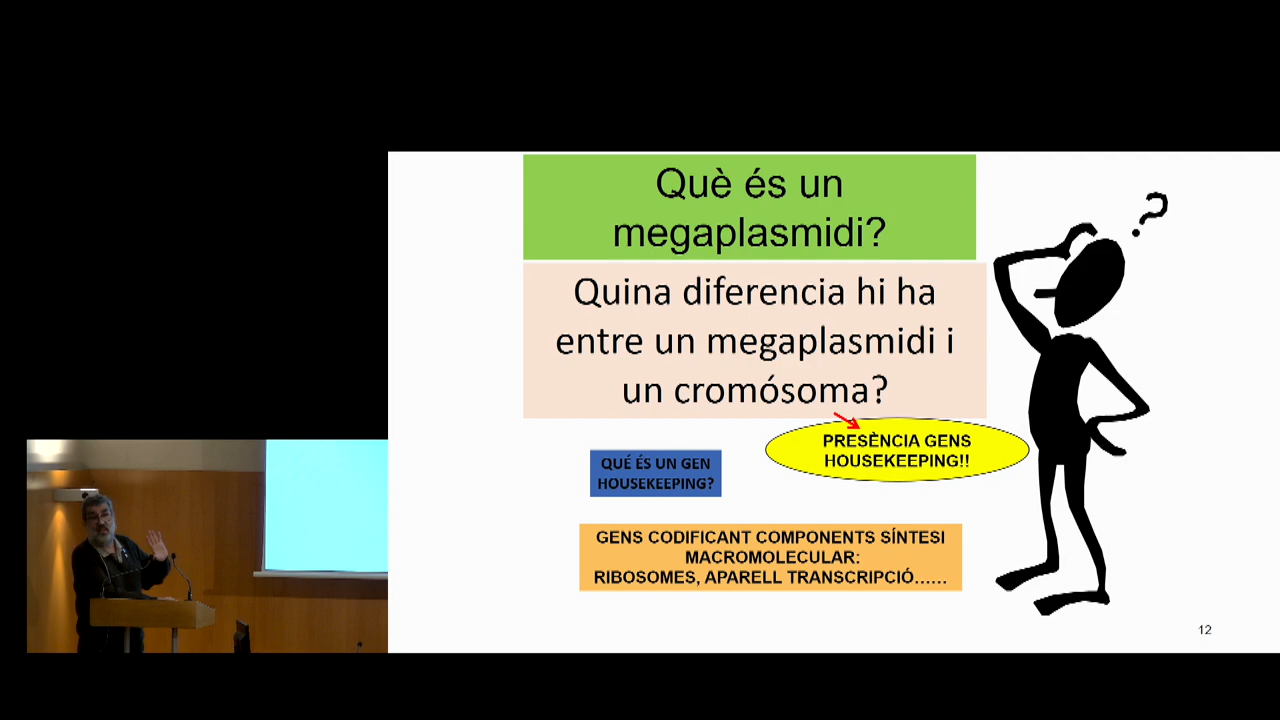 Què és un
megaplasmidi?
Quina diferencia hi ha
entre un megaplasmidi i
un cromósoma?
PRESÈNCIA GENS
HOUSEKEEPING!!
QUÉ ÉS UN GEN
HOUSEKEEPING?
GENS CODIFICANT COMPONENTS SÍNTESI
MACROMOLECULAR:
RIBOSOMES, APARELL TRANSCRIPCIÓ......
12